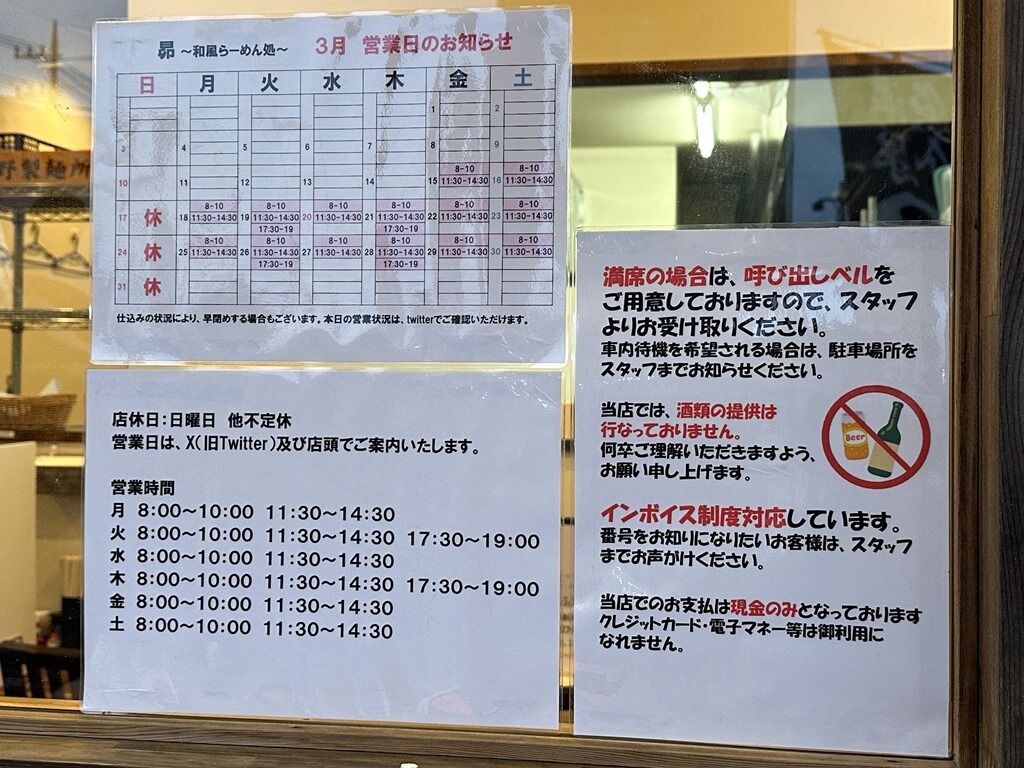 昴 ～和風らーめん処～ 3月 営業日のお知らせ
日 月 火 水 木 金 土
1 2
3 4 5 6 7 8 9
8-10 8-10
10 11 12 13 14 15 11:30-14:30 16 11:30-14:30
8-10 8-10 8-10 8-10 8-10 8-10
17 休 18 11:30-14:30 19 11:30-14:30 20 11:30-14:30 21 11:30-14:30 22 11:30-14:30 23 11:30-14:30
17:30-19 17:30-19
8-10 8-10 8-10 8-10 8-10 8-10
24 休 25 11:30-14:30 26 11:30-14:30 27 11:30-14:30 28 11:30-14:30 29 11:30-14:30 30 11:30-14:30
17:30-19 17:30-19
31 休
仕込みの状況により、早閉めする場合もございます。本日の営業状況は、twitterでご確認いただけます。
店休日：日曜日 他不定休
営業日は、X(旧Twitter)及び店頭でご案内いたします。
営業時間
月 8:00～10:00 11:30～14:30
火 8:00～10:00 11:30～14:30 17:30～19:00
水 8:00～10:00 11:30～14:30
木 8:00～10:00 11:30～14:30 17:30～19:00
金 8:00～10:00 11:30～14:30
土 8:00～10:00 11:30～14:30
満席の場合は、呼び出しベルを
ご用意しておりますので、スタッフ
よりお受け取りください。
車内待機を希望される場合は、駐車場所を
スタッフまでお知らせください。
当店では、酒類の提供は
行なっておりません。
何卒ご理解いただきますよう、
お願い申し上げます。
Beer
インボイス制度対応しています。
番号をお知りになりたいお客様は、スタッフ
までお声がけください。
当店でのお支払は現金のみとなっております
クレジットカード・電子マネー等は御利用に
なれません。
野製麺所